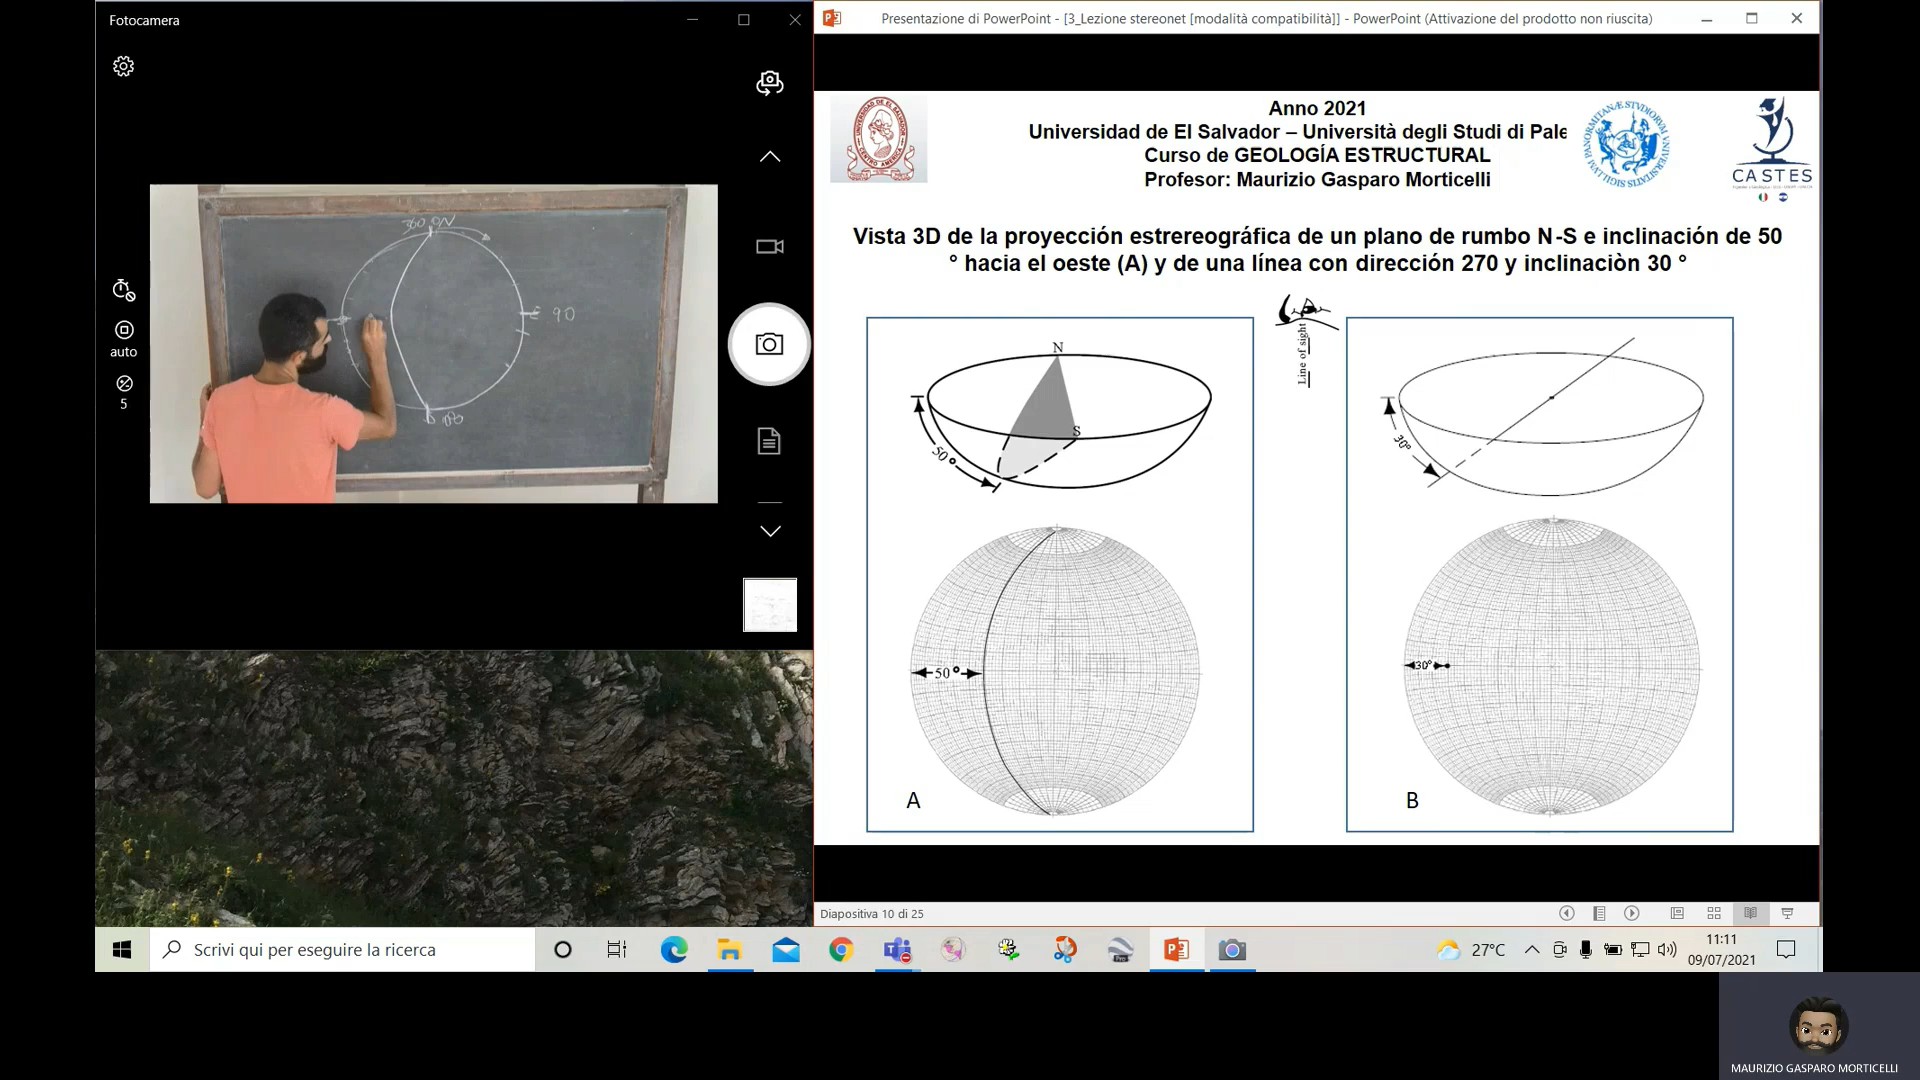 Fotocamera
auto
5
360 0 N
E 90
S 180
Presentazione di PowerPoint - [3_Lezione stereonet [modalità compatibilità]] - PowerPoint (Attivazione del prodotto non riuscita)
Anno 2021
Universidad de El Salvador – Università degli Studi di Pale
Curso de GEOLOGÍA ESTRUCTURAL
Profesor: Maurizio Gasparo Morticelli
CASTES
Vista 3D de la proyección estrereográfica de un plano de rumbo N-S e inclinación de 50
° hacia el oeste (A) y de una línea con dirección 270 y inclinaciòn 30 °
Line of sight
N
S
50°
30°
50°
30°
A
B
Diapositiva 10 di 25
Scrivi qui per eseguire la ricerca
27°C
11:11
09/07/2021
MAURIZIO GASPARO MORTICELLI